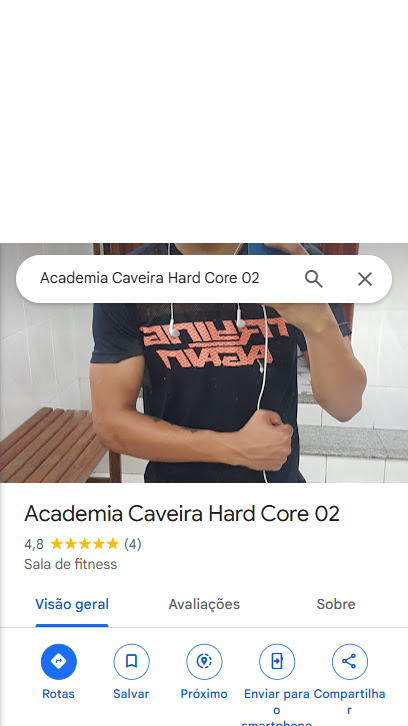 Academia Caveira Hard Core 02
Academia Caveira Hard Core 02
4,8 (4)
Sala de fitness
Visão geral Avaliações Sobre
Rotas Salvar Próximo Enviar para o smartphone Compartilhar